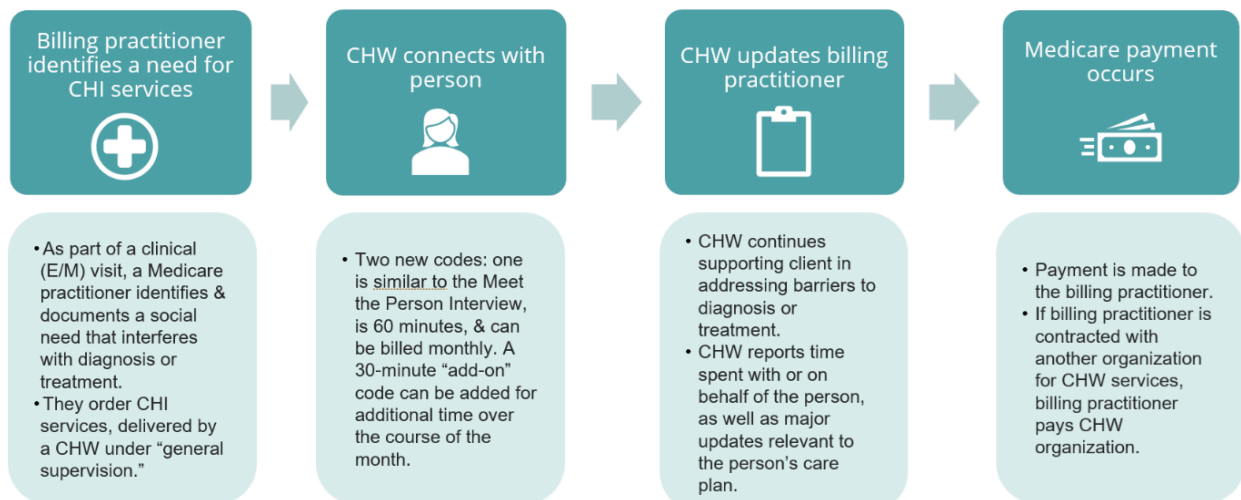 Billing practitioner
identifies a need for
CHI services
• As part of a clinical
(E/M) visit, a Medicare
practitioner identifies &
documents a social
need that interferes
with diagnosis or
treatment.
• They order CHI
services, delivered by
a CHW under “general
supervision.”
CHW connects with
person
• Two new codes: one
is similar to the Meet
the Person Interview,
is 60 minutes, & can
be billed monthly. A
30-minute “add-on”
code can be added for
additional time over
the course of the
month.
CHW updates billing
practitioner
• CHW continues
supporting client in
addressing barriers to
diagnosis or
treatment.
• CHW reports time
spent with or on
behalf of the person,
as well as major
updates relevant to
the person’s care
plan.
Medicare payment
occurs
• Payment is made to
the billing practitioner.
• If billing practitioner is
contracted with
another organization
for CHW services,
billing practitioner
pays CHW
organization.